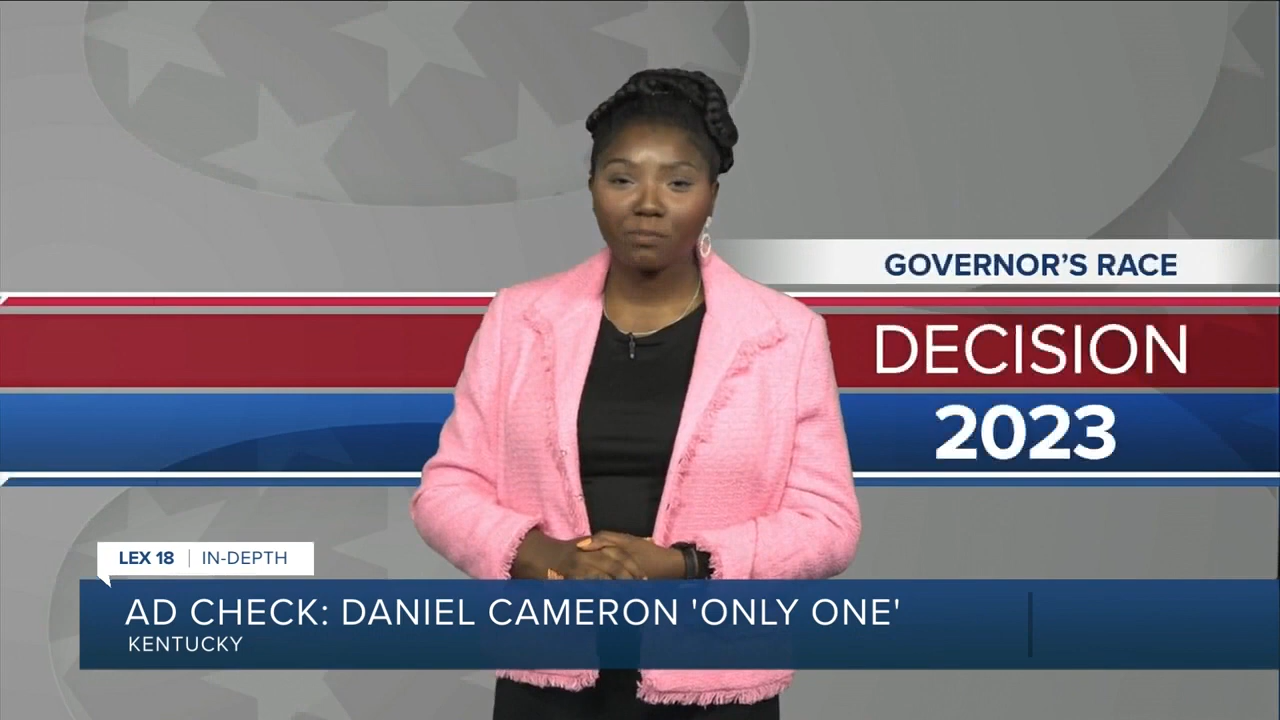 GOVERNOR'S RACE
DECISION
2023
LEX 18 | IN-DEPTH
AD CHECK: DANIEL CAMERON 'ONLY ONE'
KENTUCKY